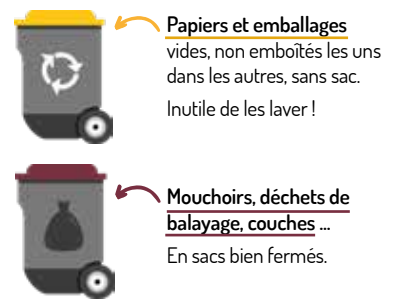 Papiers et emballages
vides, non emboîtés les uns
dans les autres, sans sac.
Inutile de les laver !
Mouchoirs, déchets de
balayage, couches ...
En sacs bien fermés.